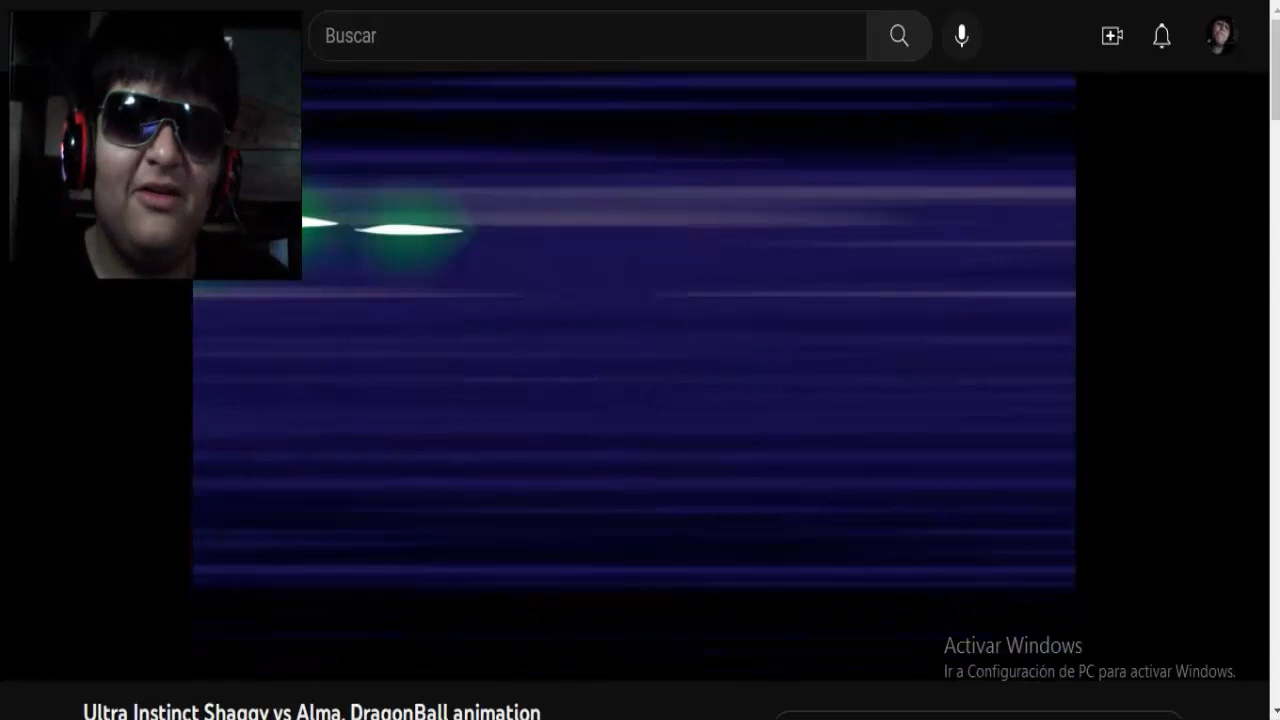 Buscar
Activar Windows
Ir a Configuración de PC para activar Windows.
Ultra Instinct Shaggy vs Alma, DragonBall animation